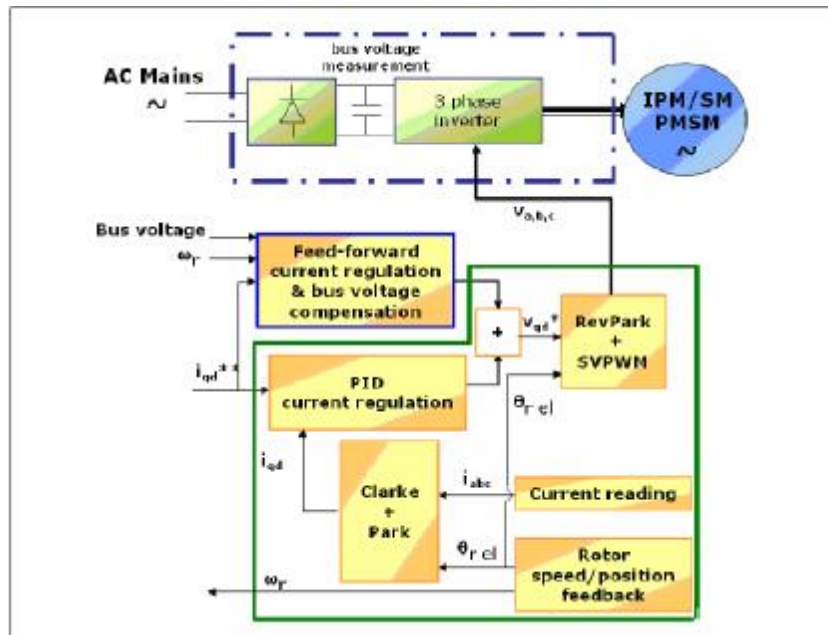 bus voltage
measurement
AC Mains
~
3 phase
inverter
IPM/SM
PMSM
~
v a,b,c
Bus voltage
ωr
Feed-forward
current regulation
& bus voltage
compensation
+
vqd*
RevPark
+
SVPWM
iqd**
PID
current regulation
θr el
iqd
Clarke
+
Park
iabc
Current reading
θr el
Rotor
speed/position
feedback
ωr